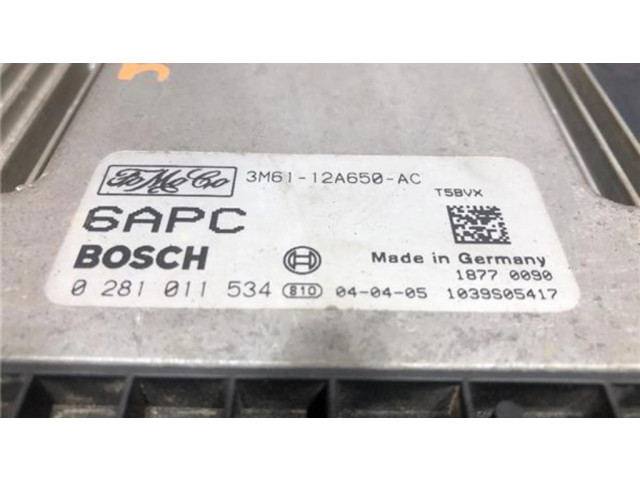 FoMoCo 3M61-12A650-AC
T5BVX
6APC
BOSCH Made in Germany
1877 0090
0 281 011 534 810 04-04-05 1039S05417